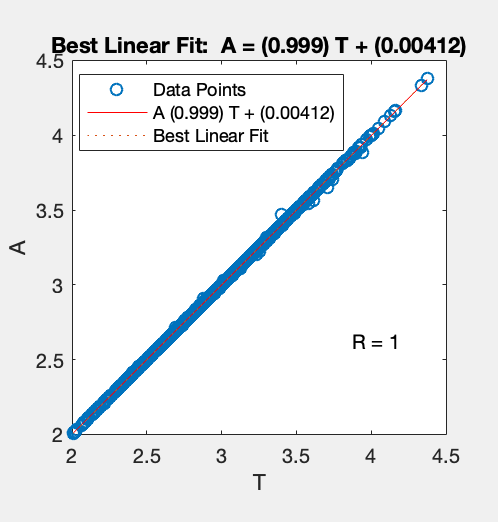 Best Linear Fit: A = (0.999) T + (0.00412)
4.5
Data Points
A (0.999) T + (0.00412)
Best Linear Fit
4
3.5
A
3
R = 1
2.5
2
2 2.5 3 3.5 4 4.5
T